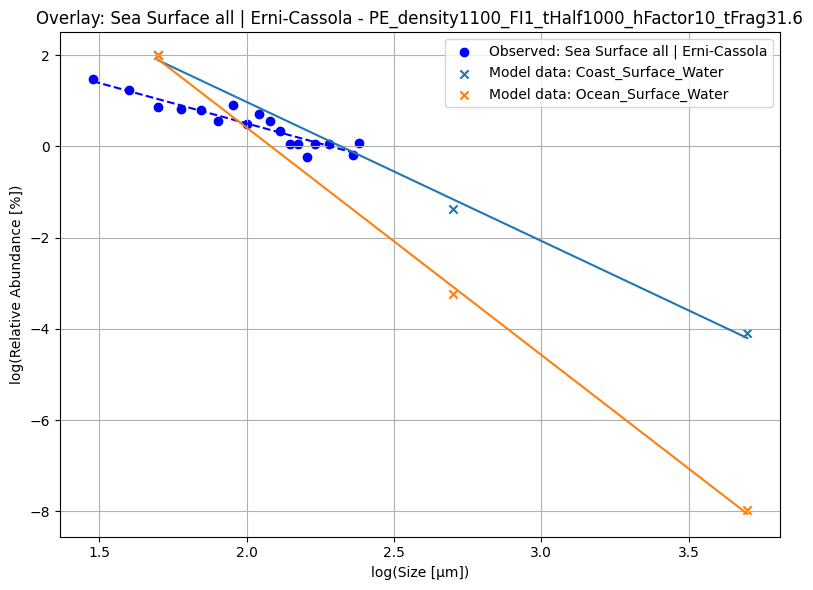 Overlay: Sea Surface all | Erni-Cassola - PE_density1100_FI1_tHalf1000_hFactor10_tFrag31.6
Observed: Sea Surface all | Erni-Cassola
Model data: Coast_Surface_Water
Model data: Ocean_Surface_Water
log(Relative Abundance [%])
2
0
−2
−4
−6
−8
1.5
2.0
2.5
3.0
3.5
log(Size [μm])